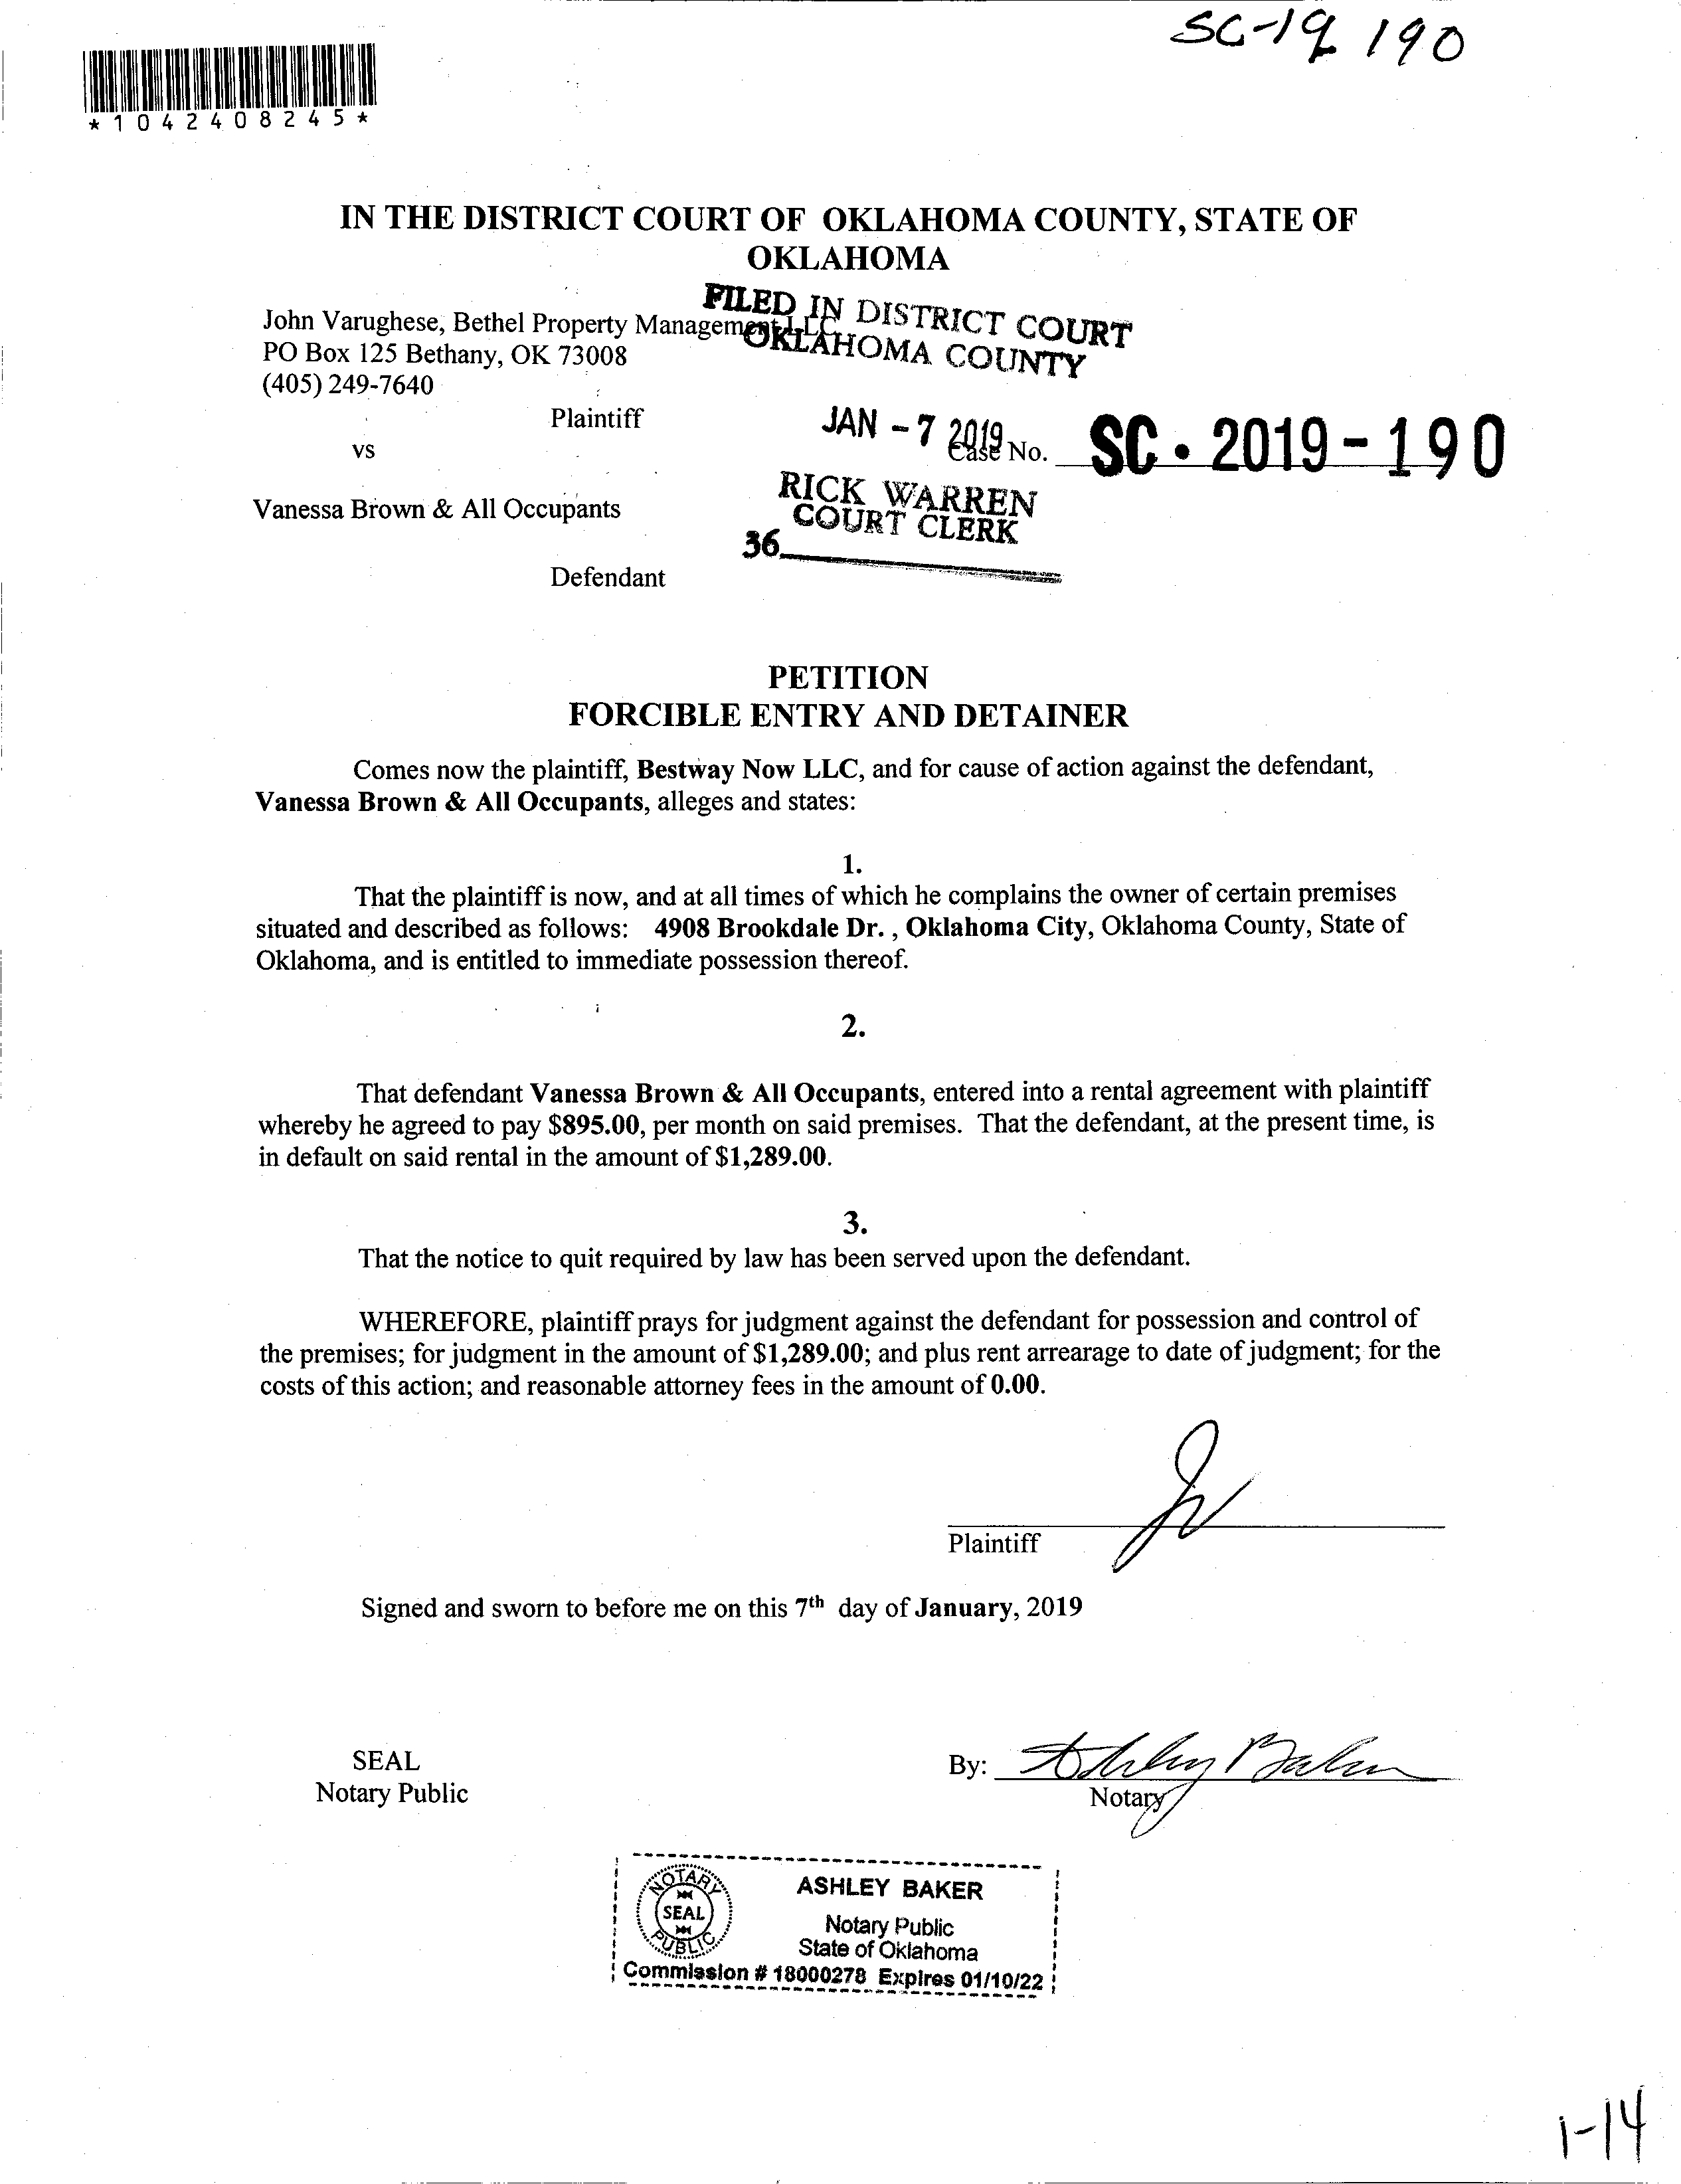 SC-19 190
*1042408245*
IN THE DISTRICT COURT OF OKLAHOMA COUNTY, STATE OF
OKLAHOMA
FILED IN DISTRICT COURT
OKLAHOMA COUNTY
John Varughese, Bethel Property Management LLC
PO Box 125 Bethany, OK 73008
(405) 249-7640
Plaintiff
JAN - 7 2019
Case No. SC - 2019 - 190
vs
RICK WARREN
COURT CLERK
Vanessa Brown & All Occupants
36
Defendant
PETITION
FORCIBLE ENTRY AND DETAINER
Comes now the plaintiff, Bestway Now LLC, and for cause of action against the defendant,
Vanessa Brown & All Occupants, alleges and states:
1.
That the plaintiff is now, and at all times of which he complains the owner of certain premises
situated and described as follows: 4908 Brookdale Dr. , Oklahoma City, Oklahoma County, State of
Oklahoma, and is entitled to immediate possession thereof.
2.
That defendant Vanessa Brown & All Occupants, entered into a rental agreement with plaintiff
whereby he agreed to pay $895.00, per month on said premises. That the defendant, at the present time, is
in default on said rental in the amount of $1,289.00.
3.
That the notice to quit required by law has been served upon the defendant.
WHEREFORE, plaintiff prays for judgment against the defendant for possession and control of
the premises; for judgment in the amount of $1,289.00; and plus rent arrearage to date of judgment; for the
costs of this action; and reasonable attorney fees in the amount of 0.00.
Plaintiff
Signed and sworn to before me on this 7th day of January, 2019
SEAL
Notary Public
By: Ashley Baker
Notary
NOTARY
SEAL
PUBLIC
ASHLEY BAKER
Notary Public
State of Oklahoma
Commission # 18000278 Expires 01/10/22
1-14